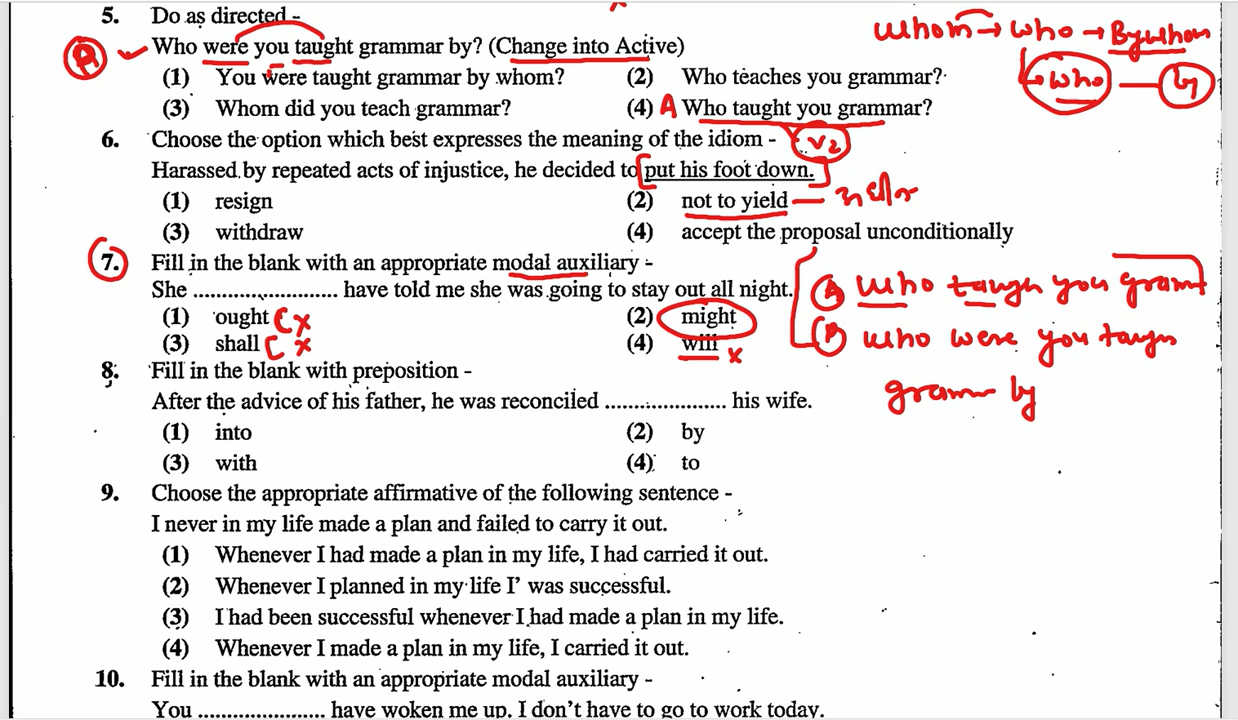 5. Do as directed -
whom → who → By whom
P Who were you taught grammar by? (Change into Active)
(1) You were taught grammar by whom? (2) Who teaches you grammar?
who — by
(3) Whom did you teach grammar? (4) A Who taught you grammar?
6. Choose the option which best expresses the meaning of the idiom - V2
Harassed by repeated acts of injustice, he decided to put his foot down.
(1) resign (2) not to yield —
(3) withdraw (4) accept the proposal unconditionally
7. Fill in the blank with an appropriate modal auxiliary -
She ............................ have told me she was going to stay out all night. A who taugh you gramm
(1) ought x (2) might
(3) shall x (4) will x
P who were you taugh
8. Fill in the blank with preposition -
gramm by
After the advice of his father, he was reconciled ........................ his wife.
(1) into (2) by
(3) with (4) to
9. Choose the appropriate affirmative of the following sentence -
I never in my life made a plan and failed to carry it out.
(1) Whenever I had made a plan in my life, I had carried it out.
(2) Whenever I planned in my life I' was successful.
(3) I had been successful whenever I had made a plan in my life.
(4) Whenever I made a plan in my life, I carried it out.
10. Fill in the blank with an appropriate modal auxiliary -
You ......................... have woken me up. I don't have to go to work today.